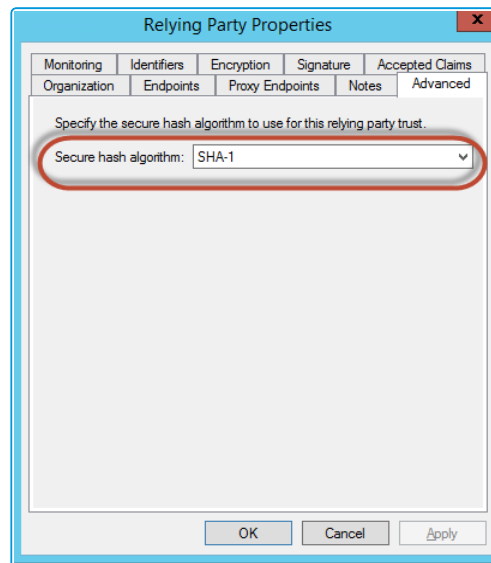 Relying Party Properties
x
Monitoring Identifiers Encryption Signature Accepted Claims
Organization Endpoints Proxy Endpoints Notes Advanced
Specify the secure hash algorithm to use for this relying party trust.
Secure hash algorithm: SHA-1
OK Cancel Apply